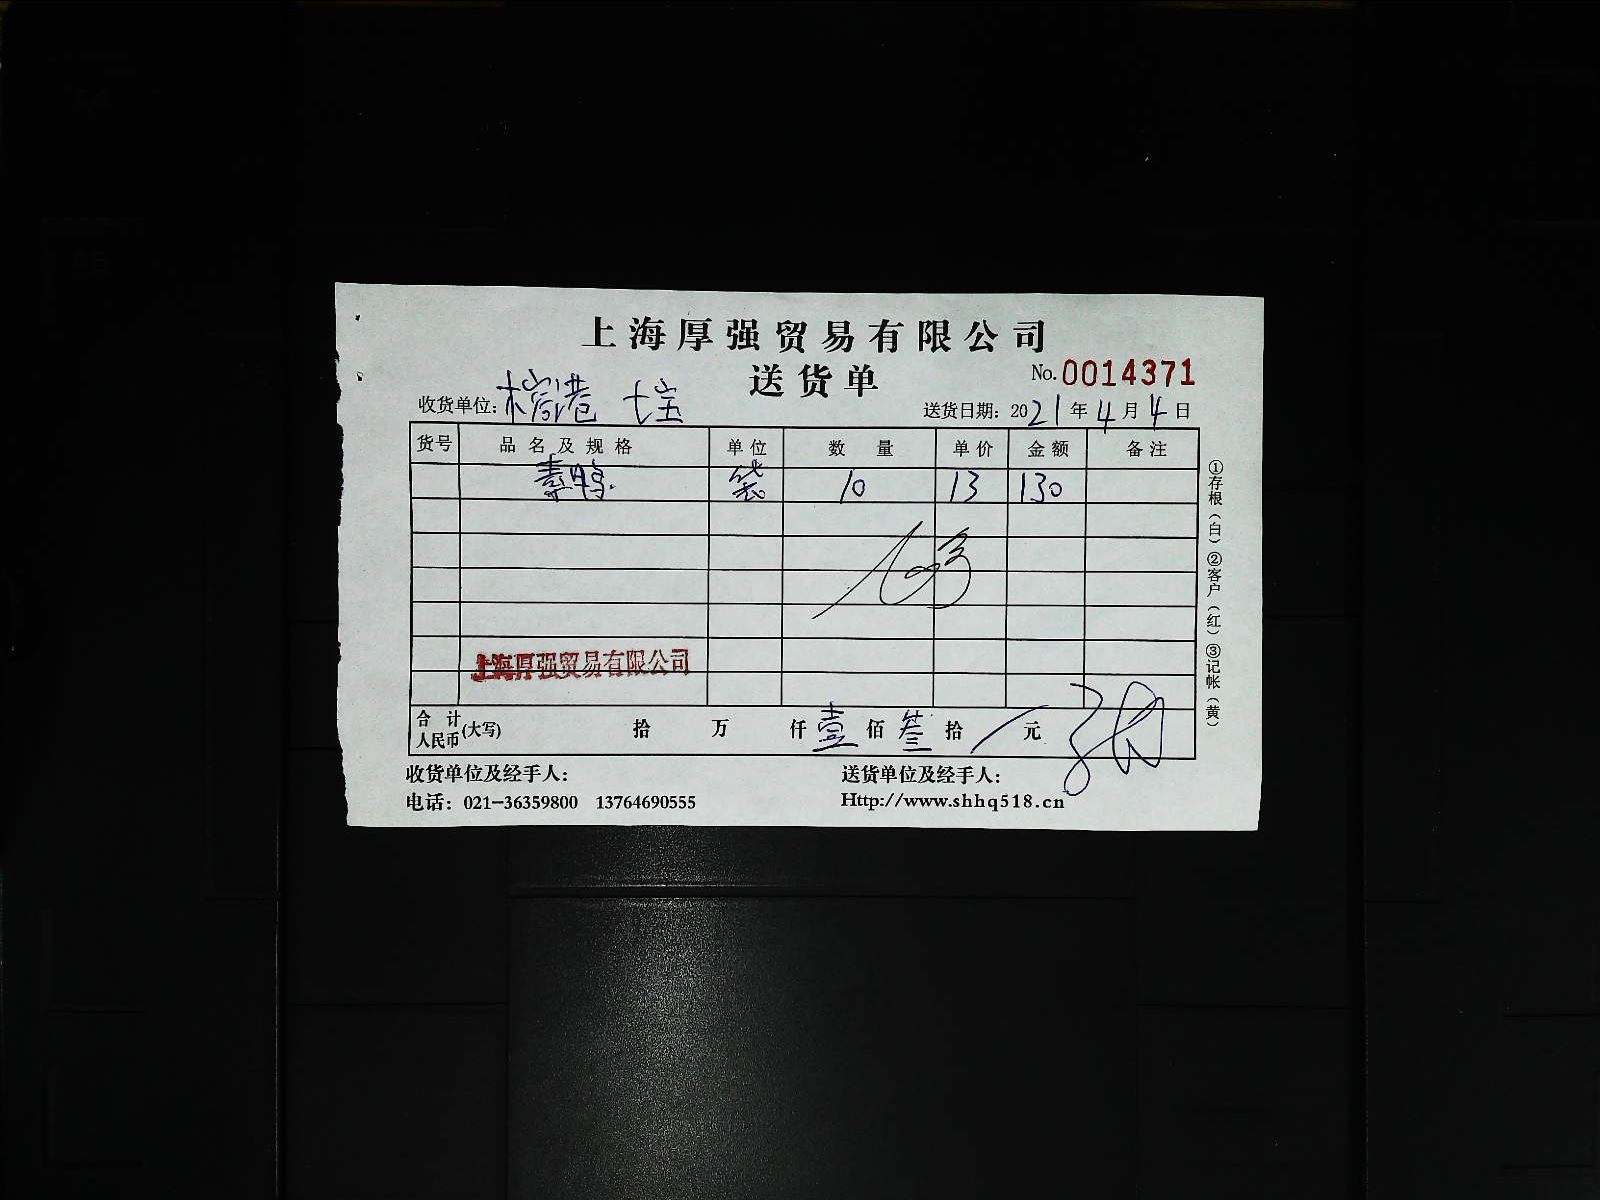 上海厚强贸易有限公司
送货单
No.0014371
收货单位：榕港 七宝
送货日期：2021年4月4日
货号 品名及规格 单位 数量 单价 金额 备注
素鸭 袋 10 13 130
上海厚强贸易有限公司
合计人民币(大写) 拾 万 仟 壹 佰 叁 拾 / 元
收货单位及经手人：
送货单位及经手人：
电话：021-36359800 13764690555
Http://www.shhq518.cn
①存根（白）②客户（红）③记帐（黄）